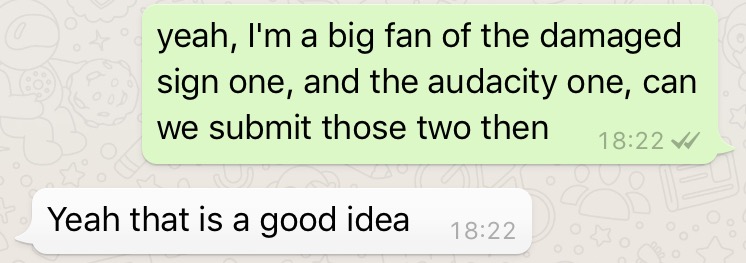 yeah, I'm a big fan of the damaged
sign one, and the audacity one, can
we submit those two then
18:22
Yeah that is a good idea
18:22